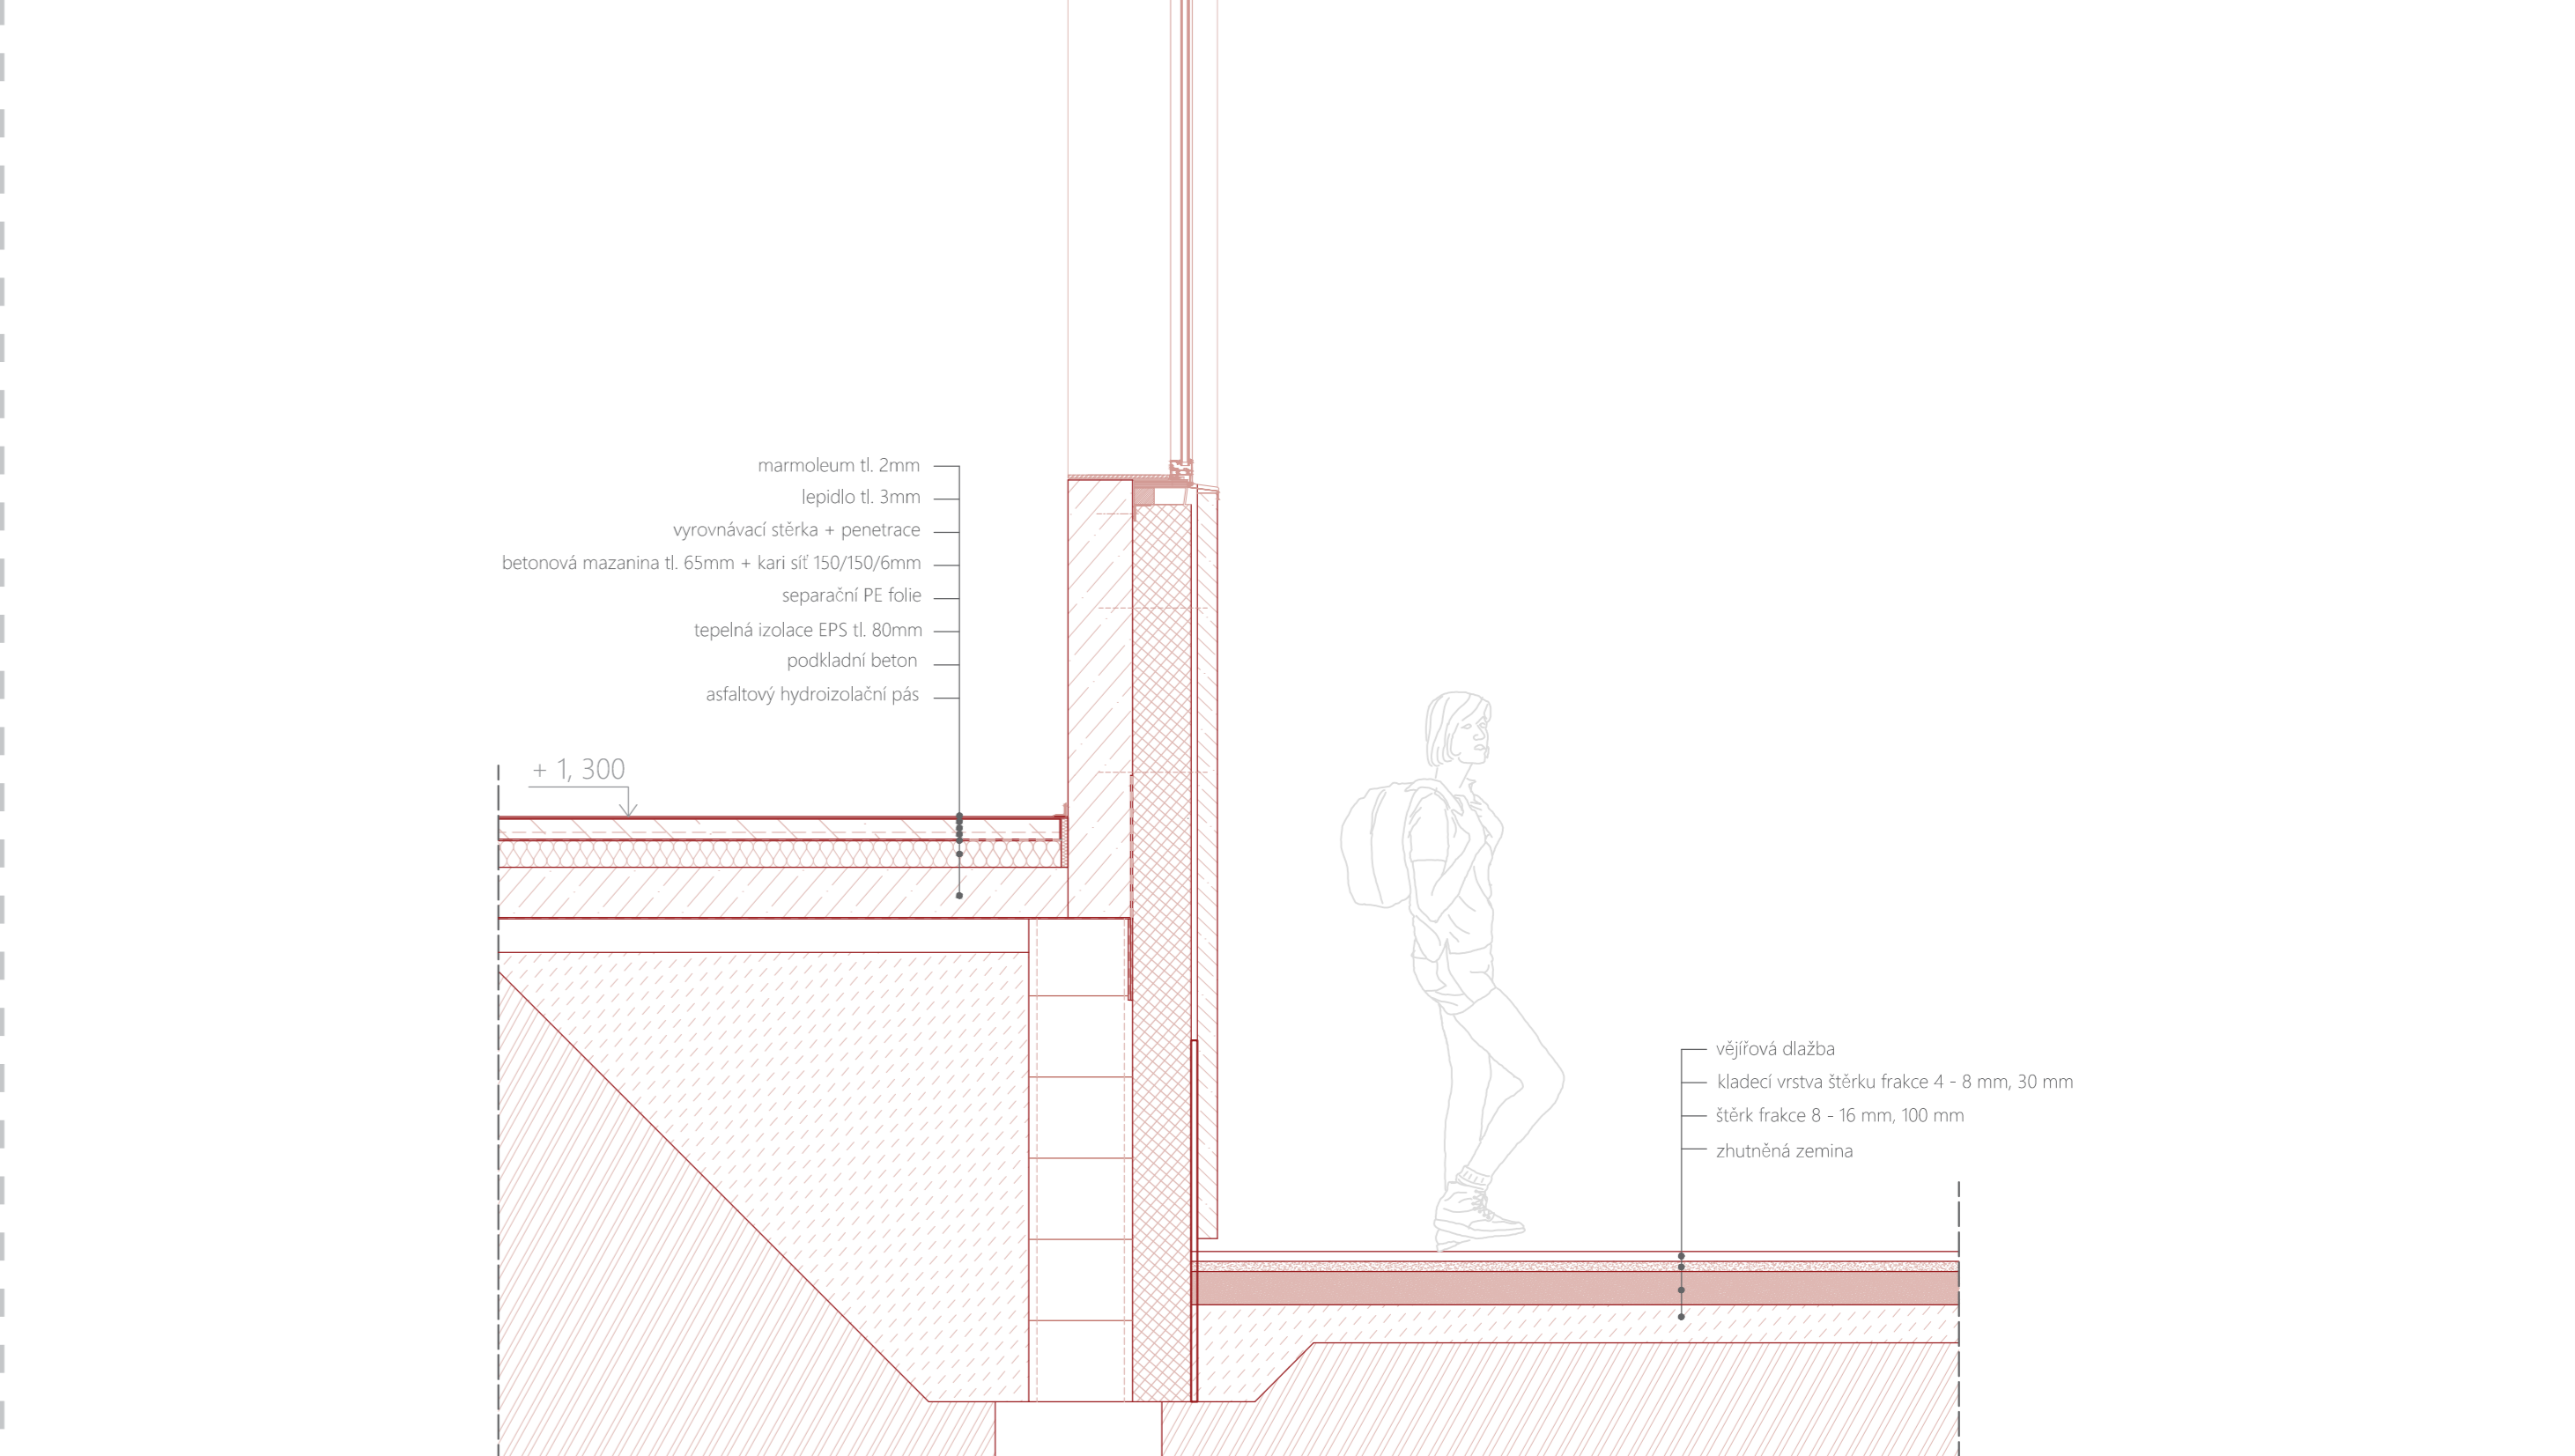 marmoleum tl. 2mm
lepidlo tl. 3mm
vyrovnávací stěrka + penetrace
betonová mazanina tl. 65mm + kari síť 150/150/6mm
separační PE folie
tepelná izolace EPS tl. 80mm
podkladní beton
asfaltový hydroizolační pás
+ 1, 300
vějířová dlažba
kladecí vrstva štěrku frakce 4 - 8 mm, 30 mm
štěrk frakce 8 - 16 mm, 100 mm
zhutněná zemina